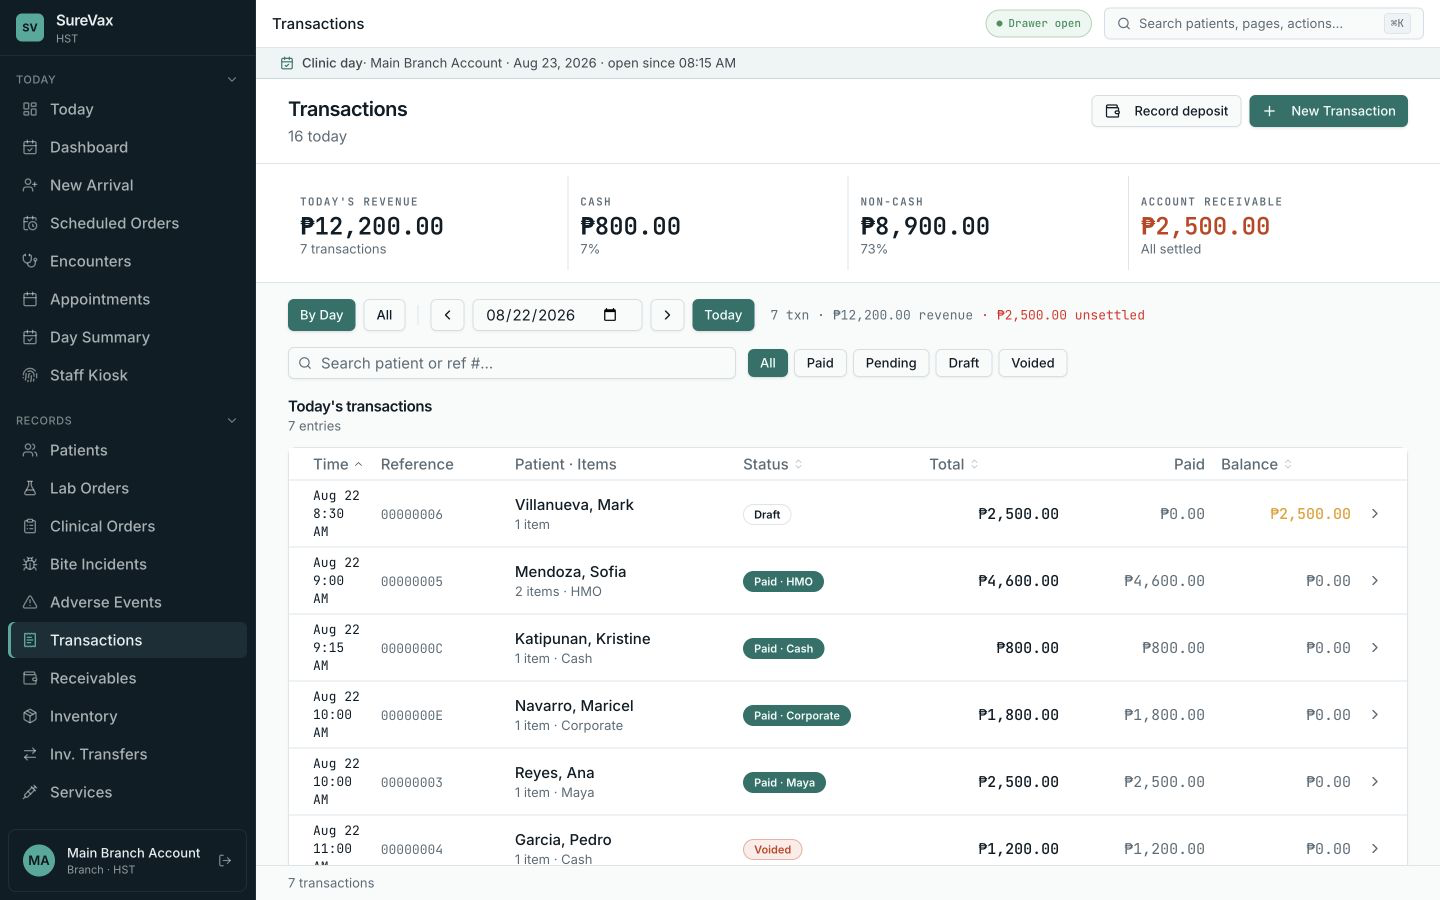 SV
SureVax
HST
TODAY
Today
Dashboard
New Arrival
Scheduled Orders
Encounters
Appointments
Day Summary
Staff Kiosk
RECORDS
Patients
Lab Orders
Clinical Orders
Bite Incidents
Adverse Events
Transactions
Receivables
Inventory
Inv. Transfers
Services
MA
Main Branch Account
Branch · HST
Transactions
Drawer open
Search patients, pages, actions...
⌘K
Clinic day· Main Branch Account · Aug 23, 2026 · open since 08:15 AM
Transactions
16 today
Record deposit
New Transaction
TODAY'S REVENUE
₱12,200.00
7 transactions
CASH
₱800.00
7%
NON-CASH
₱8,900.00
73%
ACCOUNT RECEIVABLE
₱2,500.00
All settled
By Day
All
08/22/2026
Today
7 txn · ₱12,200.00 revenue · ₱2,500.00 unsettled
Search patient or ref #...
All
Paid
Pending
Draft
Voided
Today's transactions
7 entries
Time Reference Patient · Items Status Total Paid Balance
Aug 22
8:30
AM
00000006
Villanueva, Mark
1 item
Draft
₱2,500.00
₱0.00
₱2,500.00
Aug 22
9:00
AM
00000005
Mendoza, Sofia
2 items · HMO
Paid · HMO
₱4,600.00
₱4,600.00
₱0.00
Aug 22
9:15
AM
0000000C
Katipunan, Kristine
1 item · Cash
Paid · Cash
₱800.00
₱800.00
₱0.00
Aug 22
10:00
AM
0000000E
Navarro, Maricel
1 item · Corporate
Paid · Corporate
₱1,800.00
₱1,800.00
₱0.00
Aug 22
10:00
AM
00000003
Reyes, Ana
1 item · Maya
Paid · Maya
₱2,500.00
₱2,500.00
₱0.00
Aug 22
11:00
AM
00000004
Garcia, Pedro
1 item · Cash
Voided
₱1,200.00
₱1,200.00
₱0.00
7 transactions